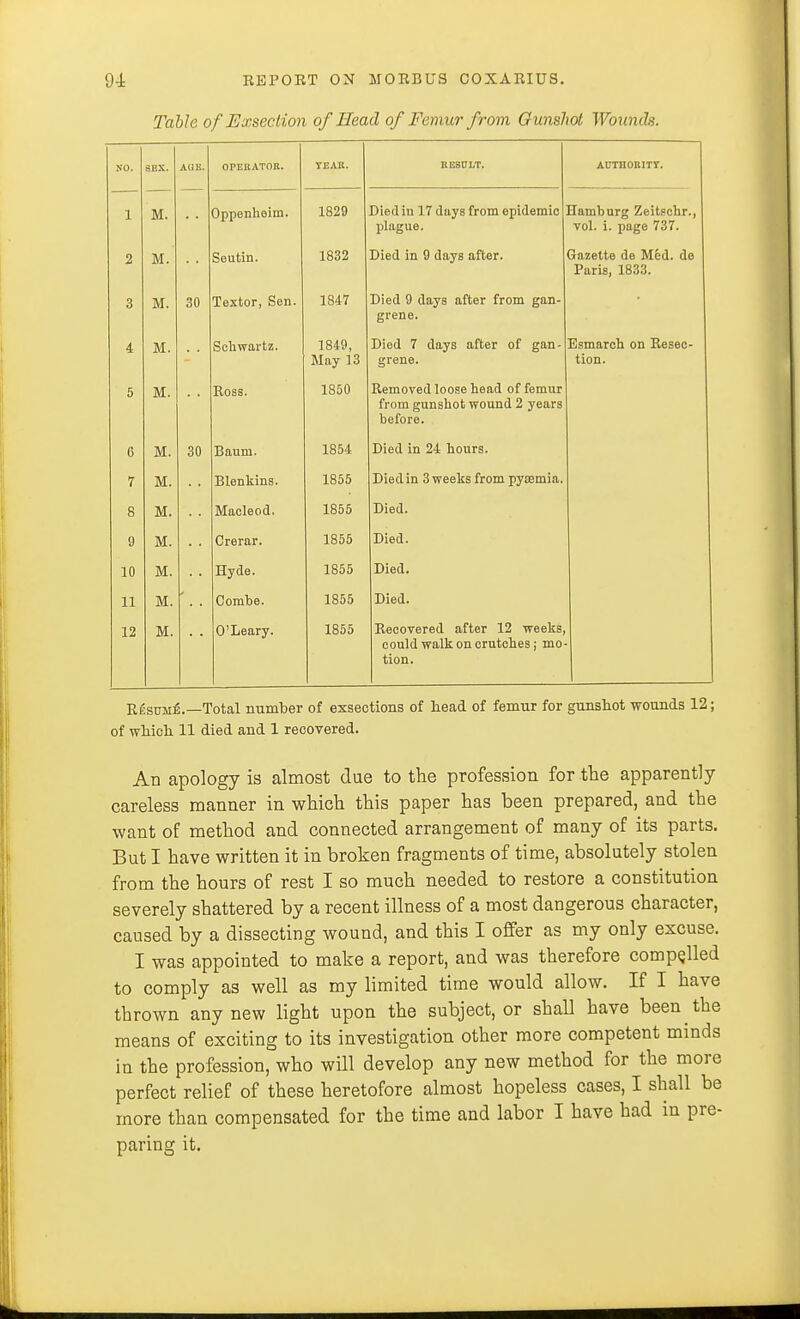 94 REPORT ON MORBUS COXARIUS.
Table of Exsection of Head of Femur from Gunshot Wounds.
NO. SEX. AGE. OPERATOR. YEAR. RESULT. AUTHORITY.
1 M. . . Oppenheim. 1829 Died in 17 days from epidemic Hamburg Zeitschr.,
plague. vol. i. page 737.
2 M. . . Seutin. 1832 Died in 9 days after. Gazette de Méd. de
Paris, 1833.
3 M. 30 Textor, Sen. 1847 Died 9 days after from gan-
grene.
4 M. . . Schwartz. 1849, Died 7 days after of gan- Esmarch on Resec-
May 13 grene. tion.
5 M. . . Ross. 1850 Removed loose head of femur
from gunshot wound 2 years
before.
6 M. 30 Baum. 1854 Died in 24 hours.
7 M. . . Blenkins. 1855 Died in 3 weeks from pyæmia.
8 M. . . Macleod. 1855 Died.
9 M. . . Crerar. 1855 Died.
10 M. . . Hyde. 1855 Died.
11 M. . . Combe. 1855 Died.
12 M. . . O'Leary. 1855 Recovered after 12 weeks,
could walk on crutches; mo-
tion.
RÉSUMÉ.—Total number of exsections of head of femur for gunshot wounds 12;
of which 11 died and 1 recovered.
An apology is almost due to the profession for the apparently
careless manner in which this paper has been prepared, and the
want of method and connected arrangement of many of its parts.
But I have written it in broken fragments of time, absolutely stolen
from the hours of rest I so much needed to restore a constitution
severely shattered by a recent illness of a most dangerous character,
caused by a dissecting wound, and this I offer as my only excuse.
I was appointed to make a report, and was therefore compelled
to comply as well as my limited time would allow. If I have
thrown any new light upon the subject, or shall have been the
means of exciting to its investigation other more competent minds
in the profession, who will develop any new method for the more
perfect relief of these heretofore almost hopeless cases, I shall be
more than compensated for the time and labor I have had in pre-
paring it.